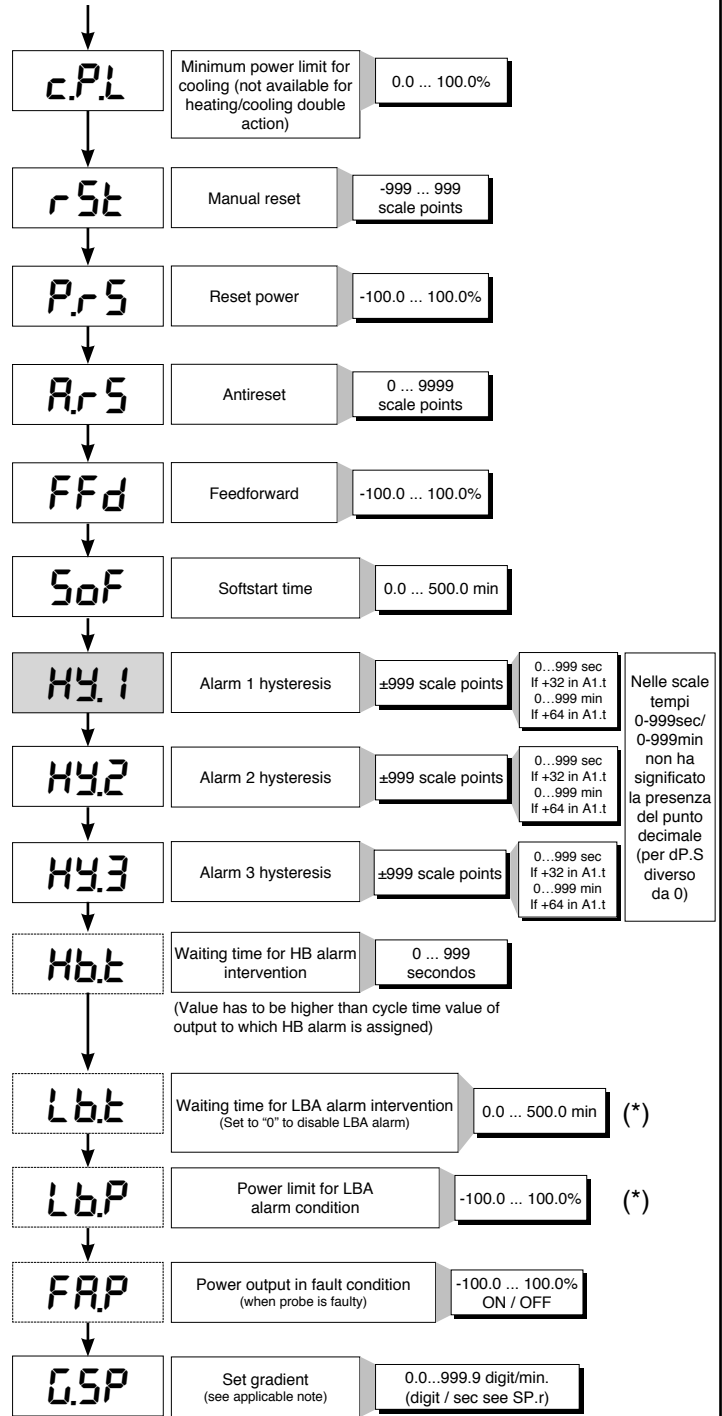 c.P.L
Minimum power limit for
cooling (not available for
heating/cooling double
action)
0.0 ... 100.0%
rSt
Manual reset
-999 ... 999
scale points
P.rS
Reset power
-100.0 ... 100.0%
A.rS
Antireset
0 ... 9999
scale points
FFd
Feedforward
-100.0 ... 100.0%
SoF
Softstart time
0.0 ... 500.0 min
HY.1
Alarm 1 hysteresis
±999 scale points
0…999 sec
If +32 in A1.t
0…999 min
If +64 in A1.t
Nelle scale
tempi
0-999sec/
0-999min
non ha
significato
la presenza
del punto
decimale
(per dP.S
diverso
da 0)
HY.2
Alarm 2 hysteresis
±999 scale points
0…999 sec
If +32 in A1.t
0…999 min
If +64 in A1.t
HY.3
Alarm 3 hysteresis
±999 scale points
0…999 sec
If +32 in A1.t
0…999 min
If +64 in A1.t
Hb.t
Waiting time for HB alarm
intervention
0 ... 999
secondos
(Value has to be higher than cycle time value of
output to which HB alarm is assigned)
Lb.t
Waiting time for LBA alarm intervention
(Set to “0” to disable LBA alarm)
0.0 ... 500.0 min
(*)
Lb.P
Power limit for LBA
alarm condition
-100.0 ... 100.0%
(*)
FA.P
Power output in fault condition
(when probe is faulty)
-100.0 ... 100.0%
ON / OFF
G.SP
Set gradient
(see applicable note)
0.0...999.9 digit/min.
(digit / sec see SP.r)